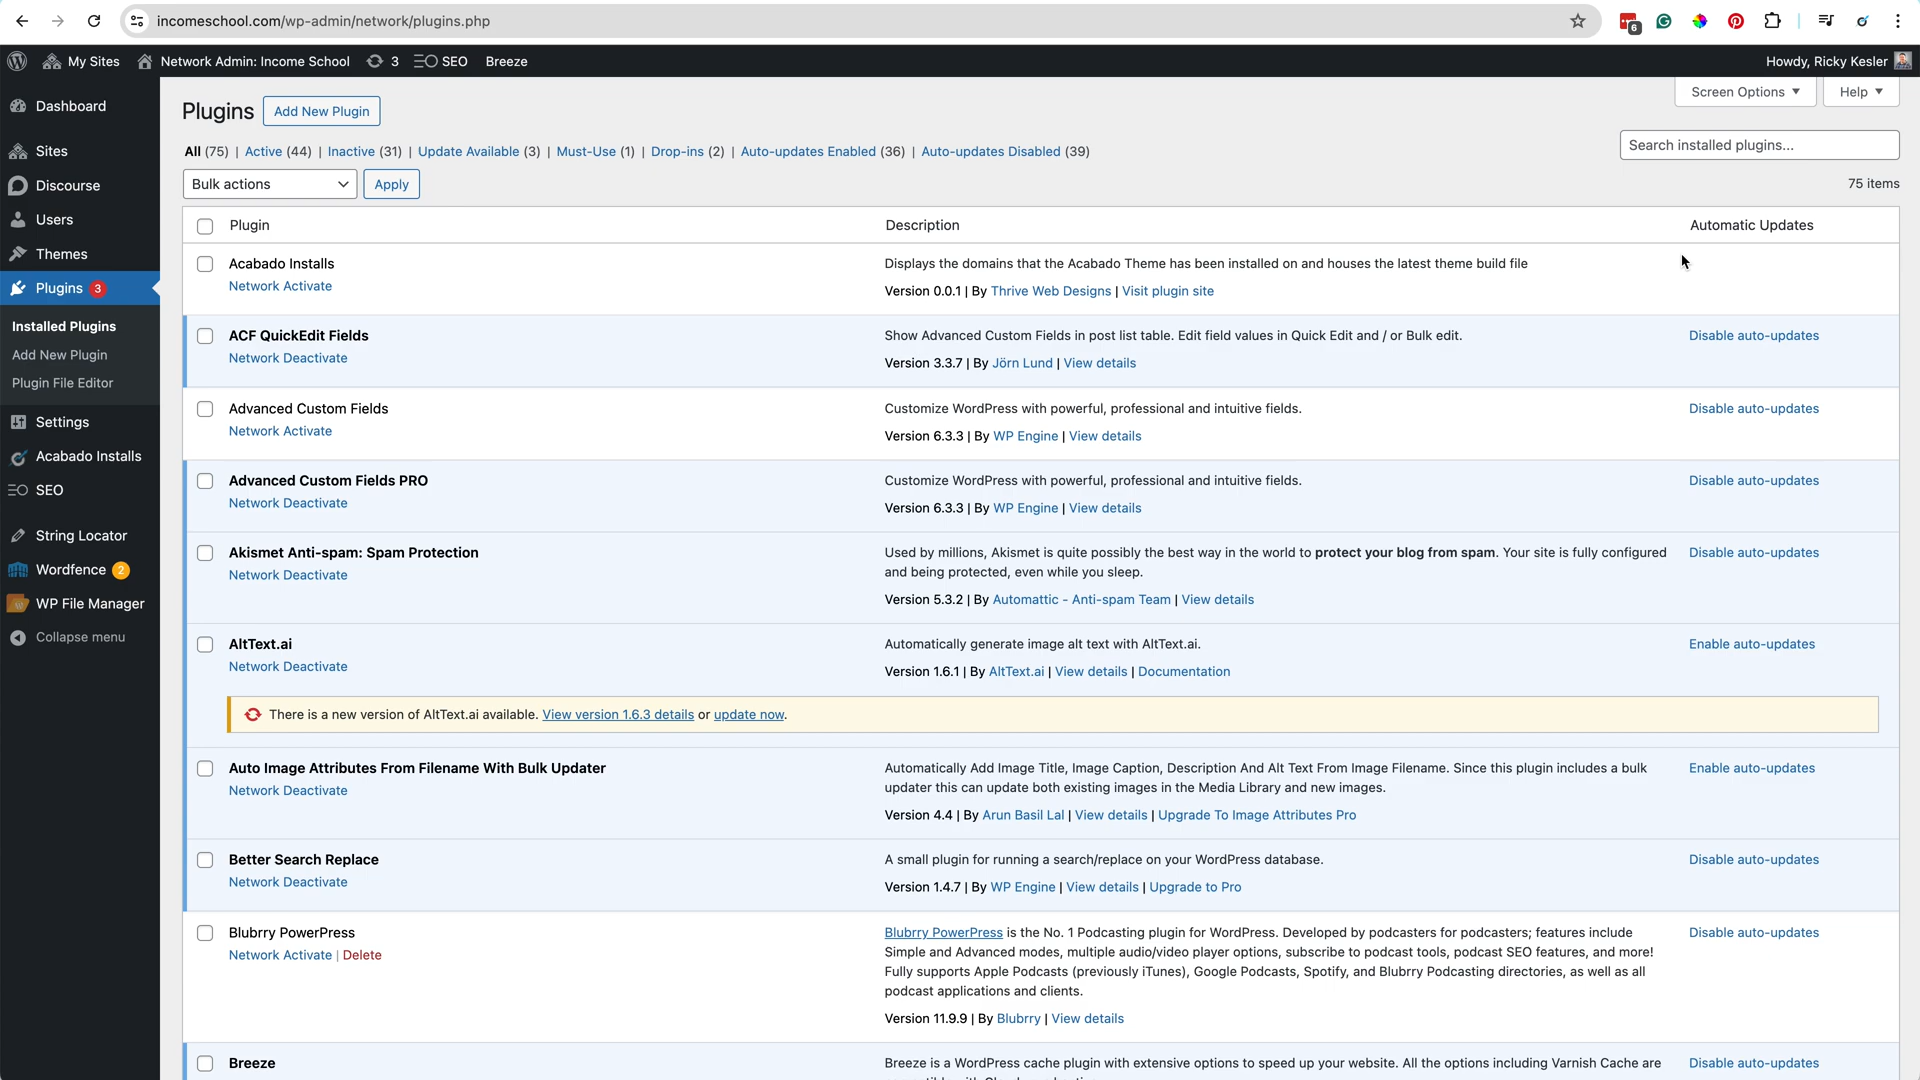 incomeschool.com/wp-admin/network/plugins.php
6
My Sites
Network Admin: Income School
3
SEO
Breeze
Howdy, Ricky Kesler
Dashboard
Sites
Discourse
Users
Themes
Plugins 3
Installed Plugins
Add New Plugin
Plugin File Editor
Settings
Acabado Installs
SEO
String Locator
Wordfence 2
WP File Manager
Collapse menu
Screen Options
Help
Plugins
Add New Plugin
All (75) | Active (44) | Inactive (31) | Update Available (3) | Must-Use (1) | Drop-ins (2) | Auto-updates Enabled (36) | Auto-updates Disabled (39)
Search installed plugins...
Bulk actions
Apply
75 items
Plugin
Description
Automatic Updates
Acabado Installs
Network Activate
Displays the domains that the Acabado Theme has been installed on and houses the latest theme build file
Version 0.0.1 | By Thrive Web Designs | Visit plugin site
ACF QuickEdit Fields
Network Deactivate
Show Advanced Custom Fields in post list table. Edit field values in Quick Edit and / or Bulk edit.
Version 3.3.7 | By Jörn Lund | View details
Disable auto-updates
Advanced Custom Fields
Network Activate
Customize WordPress with powerful, professional and intuitive fields.
Version 6.3.3 | By WP Engine | View details
Disable auto-updates
Advanced Custom Fields PRO
Network Deactivate
Customize WordPress with powerful, professional and intuitive fields.
Version 6.3.3 | By WP Engine | View details
Disable auto-updates
Akismet Anti-spam: Spam Protection
Network Deactivate
Used by millions, Akismet is quite possibly the best way in the world to protect your blog from spam. Your site is fully configured
and being protected, even while you sleep.
Version 5.3.2 | By Automattic - Anti-spam Team | View details
Disable auto-updates
AltText.ai
Network Deactivate
Automatically generate image alt text with AltText.ai.
Version 1.6.1 | By AltText.ai | View details | Documentation
Enable auto-updates
There is a new version of AltText.ai available. View version 1.6.3 details or update now.
Auto Image Attributes From Filename With Bulk Updater
Network Deactivate
Automatically Add Image Title, Image Caption, Description And Alt Text From Image Filename. Since this plugin includes a bulk
updater this can update both existing images in the Media Library and new images.
Version 4.4 | By Arun Basil Lal | View details | Upgrade To Image Attributes Pro
Enable auto-updates
Better Search Replace
Network Deactivate
A small plugin for running a search/replace on your WordPress database.
Version 1.4.7 | By WP Engine | View details | Upgrade to Pro
Disable auto-updates
Blubrry PowerPress
Network Activate | Delete
Blubrry PowerPress is the No. 1 Podcasting plugin for WordPress. Developed by podcasters for podcasters; features include
Simple and Advanced modes, multiple audio/video player options, subscribe to podcast tools, podcast SEO features, and more!
Fully supports Apple Podcasts (previously iTunes), Google Podcasts, Spotify, and Blubrry Podcasting directories, as well as all
podcast applications and clients.
Version 11.9.9 | By Blubrry | View details
Disable auto-updates
Breeze
Breeze is a WordPress cache plugin with extensive options to speed up your website. All the options including Varnish Cache are
Disable auto-updates